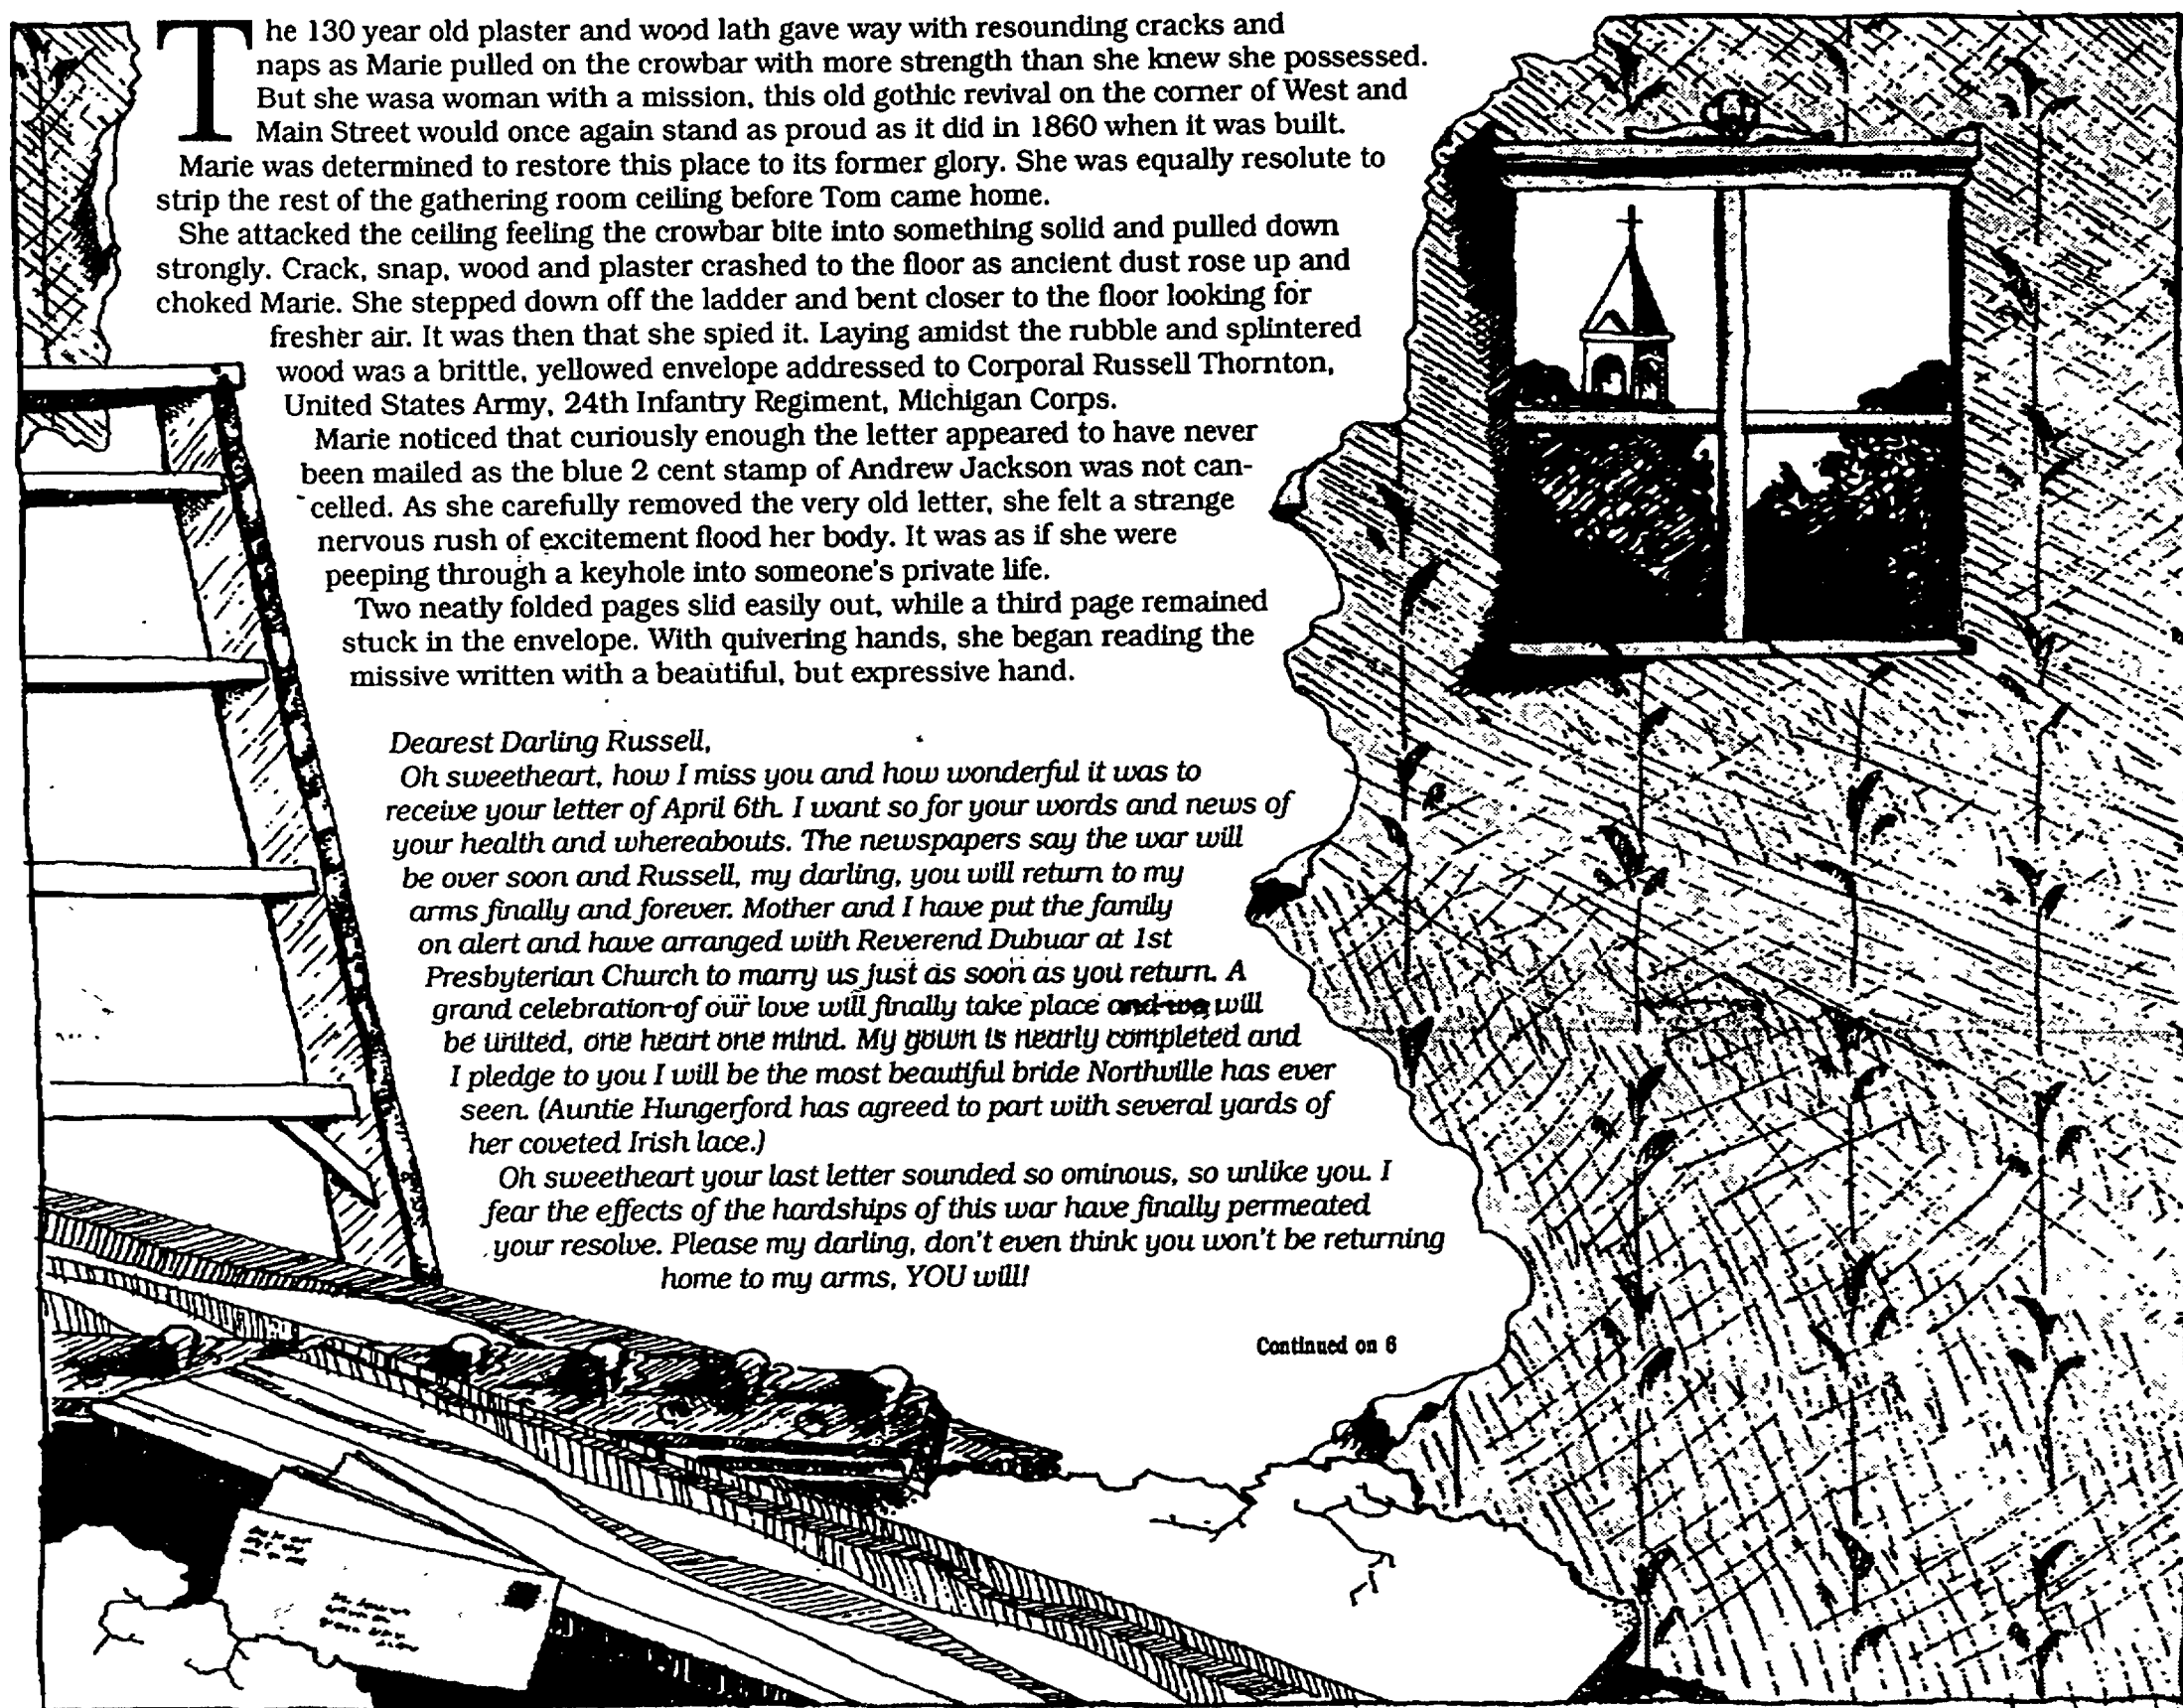 The 130 year old plaster and wood lath gave way with resounding cracks and
naps as Marie pulled on the crowbar with more strength than she knew she possessed.
But she wasa woman with a mission, this old gothic revival on the corner of West and
Main Street would once again stand as proud as it did in 1860 when it was built.
Marie was determined to restore this place to its former glory. She was equally resolute to
strip the rest of the gathering room ceiling before Tom came home.
She attacked the ceiling feeling the crowbar bite into something solid and pulled down
strongly. Crack, snap, wood and plaster crashed to the floor as ancient dust rose up and
choked Marie. She stepped down off the ladder and bent closer to the floor looking for
fresher air. It was then that she spied it. Laying amidst the rubble and splintered
wood was a brittle, yellowed envelope addressed to Corporal Russell Thornton,
United States Army, 24th Infantry Regiment, Michigan Corps.
Marie noticed that curiously enough the letter appeared to have never
been mailed as the blue 2 cent stamp of Andrew Jackson was not can-
celled. As she carefully removed the very old letter, she felt a strange
nervous rush of excitement flood her body. It was as if she were
peeping through a keyhole into someone's private life.
Two neatly folded pages slid easily out, while a third page remained
stuck in the envelope. With quivering hands, she began reading the
missive written with a beautiful, but expressive hand.
Dearest Darling Russell,
Oh sweetheart, how I miss you and how wonderful it was to
receive your letter of April 6th. I want so for your words and news of
your health and whereabouts. The newspapers say the war will
be over soon and Russell, my darling, you will return to my
arms finally and forever. Mother and I have put the family
on alert and have arranged with Reverend Dubuar at 1st
Presbyterian Church to marry us just as soon as you return. A
grand celebration of our love will finally take place and we will
be united, one heart one mind. My gown is nearly completed and
I pledge to you I will be the most beautiful bride Northville has ever
seen. (Auntie Hungerford has agreed to part with several yards of
her coveted Irish lace.)
Oh sweetheart your last letter sounded so ominous, so unlike you. I
fear the effects of the hardships of this war have finally permeated
your resolve. Please my darling, don't even think you won't be returning
home to my arms, YOU will!
Continued on 6